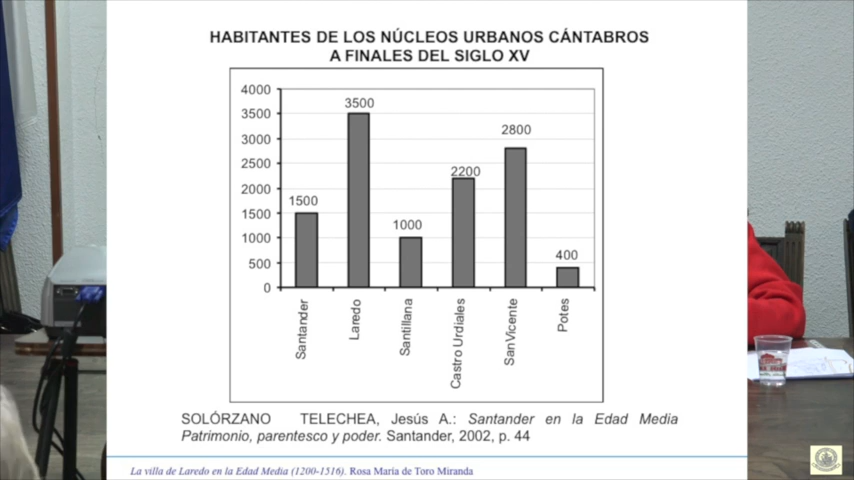 HABITANTES DE LOS NÚCLEOS URBANOS CÁNTABROS
A FINALES DEL SIGLO XV
4000
3500
3000
2500
2000
1500
1000
500
0
1500
3500
1000
2200
2800
400
Santander
Laredo
Santillana
Castro Urdiales
San Vicente
Potes
SOLÓRZANO TELECHEA, Jesús A.: Santander en la Edad Media
Patrimonio, parentesco y poder. Santander, 2002, p. 44
La villa de Laredo en la Edad Media (1200-1516). Rosa María de Toro Miranda